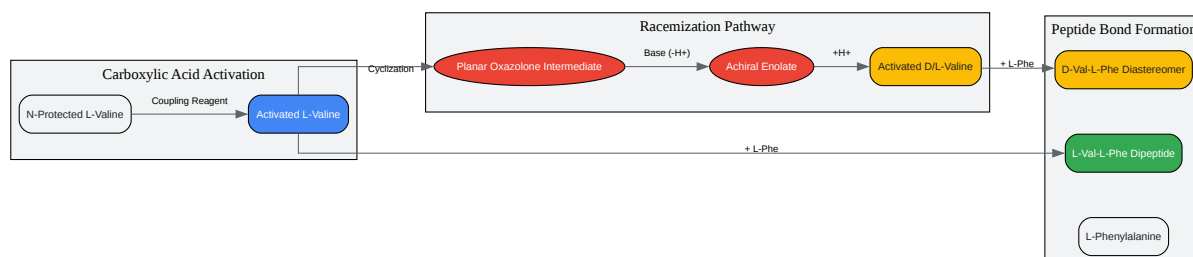 Carboxylic Acid Activation
N-Protected L-Valine
Coupling Reagent
Activated L-Valine
Cyclization
Racemization Pathway
Planar Oxazolone Intermediate
Base (-H+)
Achiral Enolate
+H+
Activated D/L-Valine
+ L-Phe
+ L-Phe
Peptide Bond Formation
D-Val-L-Phe Diastereomer
L-Val-L-Phe Dipeptide
L-Phenylalanine